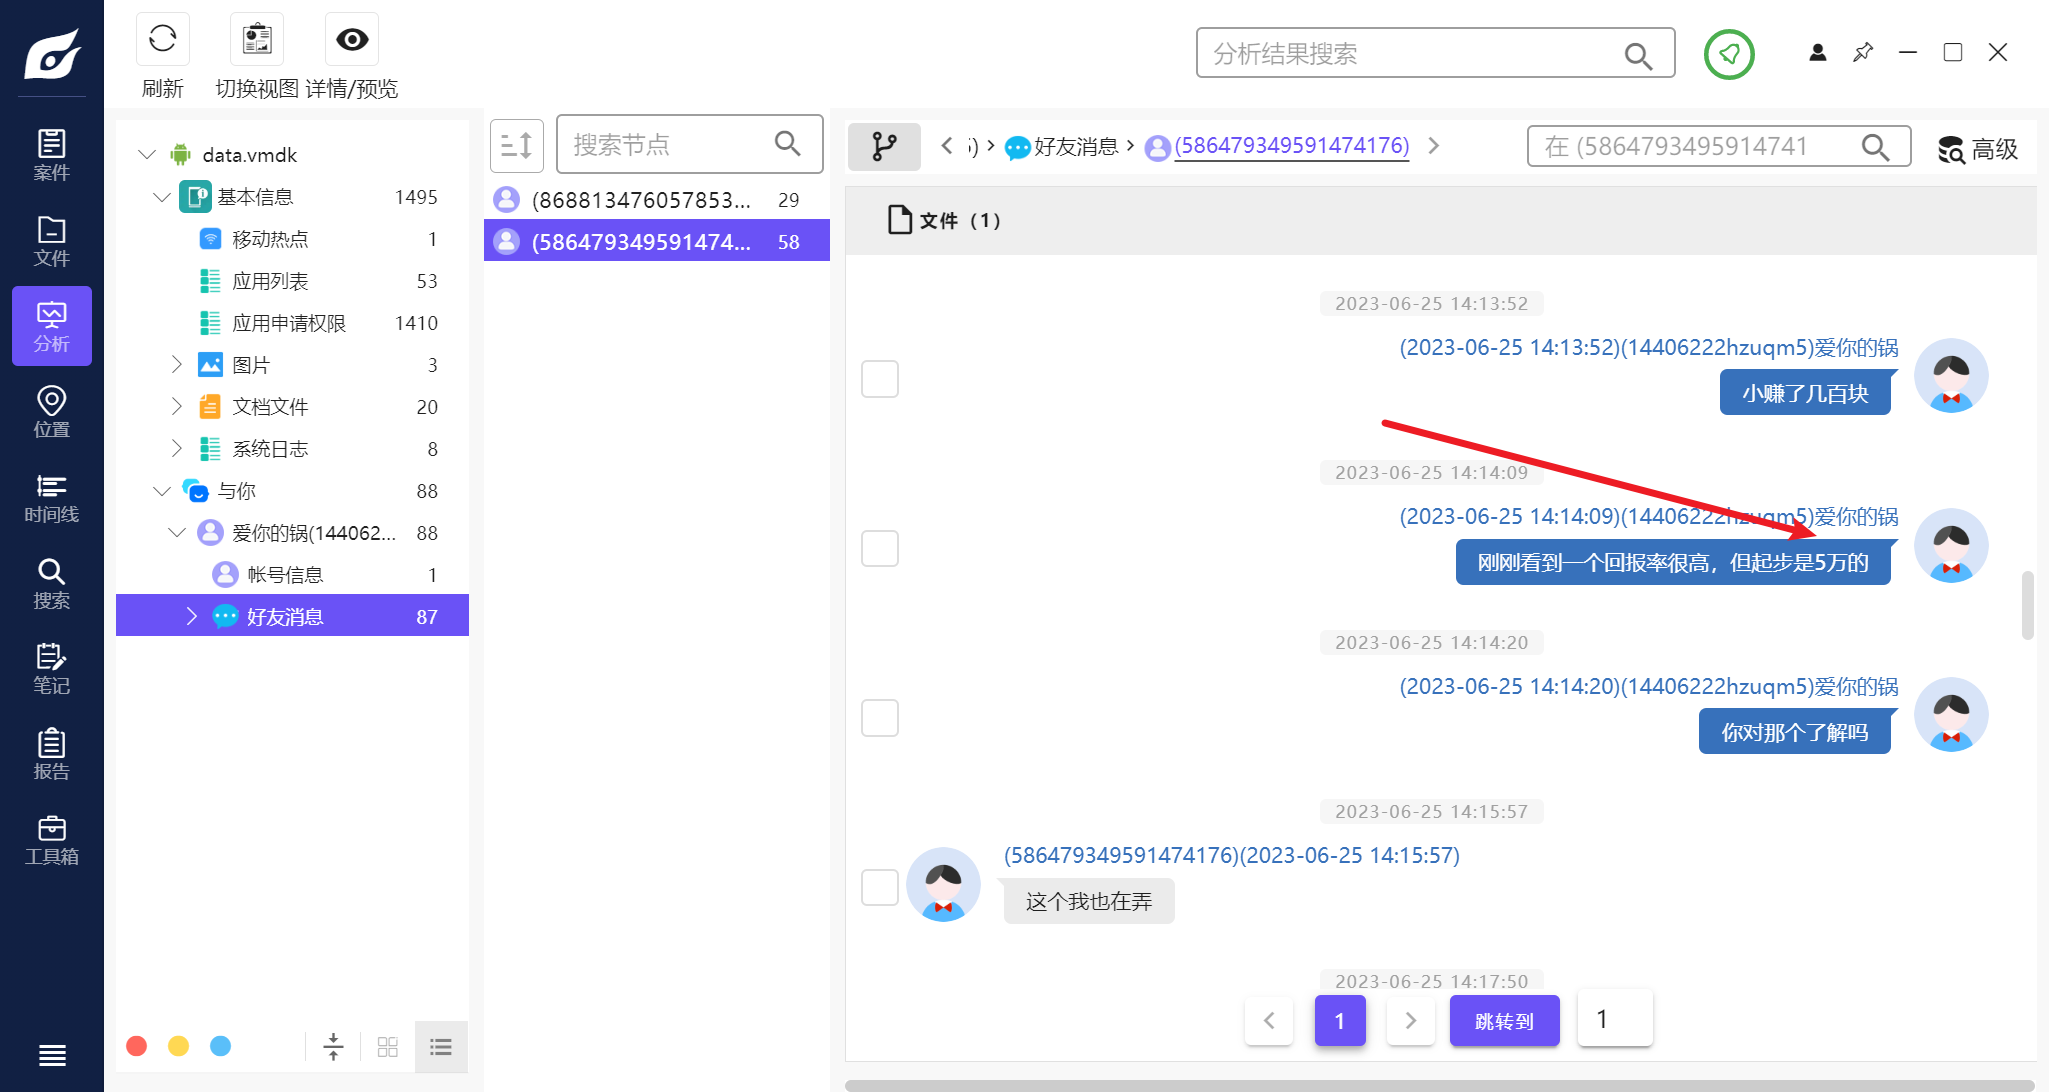 刷新
切换视图
详情/预览
分析结果搜索
案件
文件
分析
位置
时间线
搜索
笔记
报告
工具箱
data.vmdk
基本信息 1495
移动热点 1
应用列表 53
应用申请权限 1410
图片 3
文档文件 20
系统日志 8
与你 88
爱你的锅(144062... 88
帐号信息 1
好友消息 87
搜索节点
(868813476057853... 29
(586479349591474... 58
5) > 好友消息 > (586479349591474176)
在 (5864793495914741
高级
文件（1）
2023-06-25 14:13:52
(2023-06-25 14:13:52)(14406222hzuqm5)爱你的锅
小赚了几百块
2023-06-25 14:14:09
(2023-06-25 14:14:09)(14406222hzuqm5)爱你的锅
刚刚看到一个回报率很高，但起步是5万的
2023-06-25 14:14:20
(2023-06-25 14:14:20)(14406222hzuqm5)爱你的锅
你对那个了解吗
2023-06-25 14:15:57
(586479349591474176)(2023-06-25 14:15:57)
这个我也在弄
2023-06-25 14:17:50
1
跳转到
1